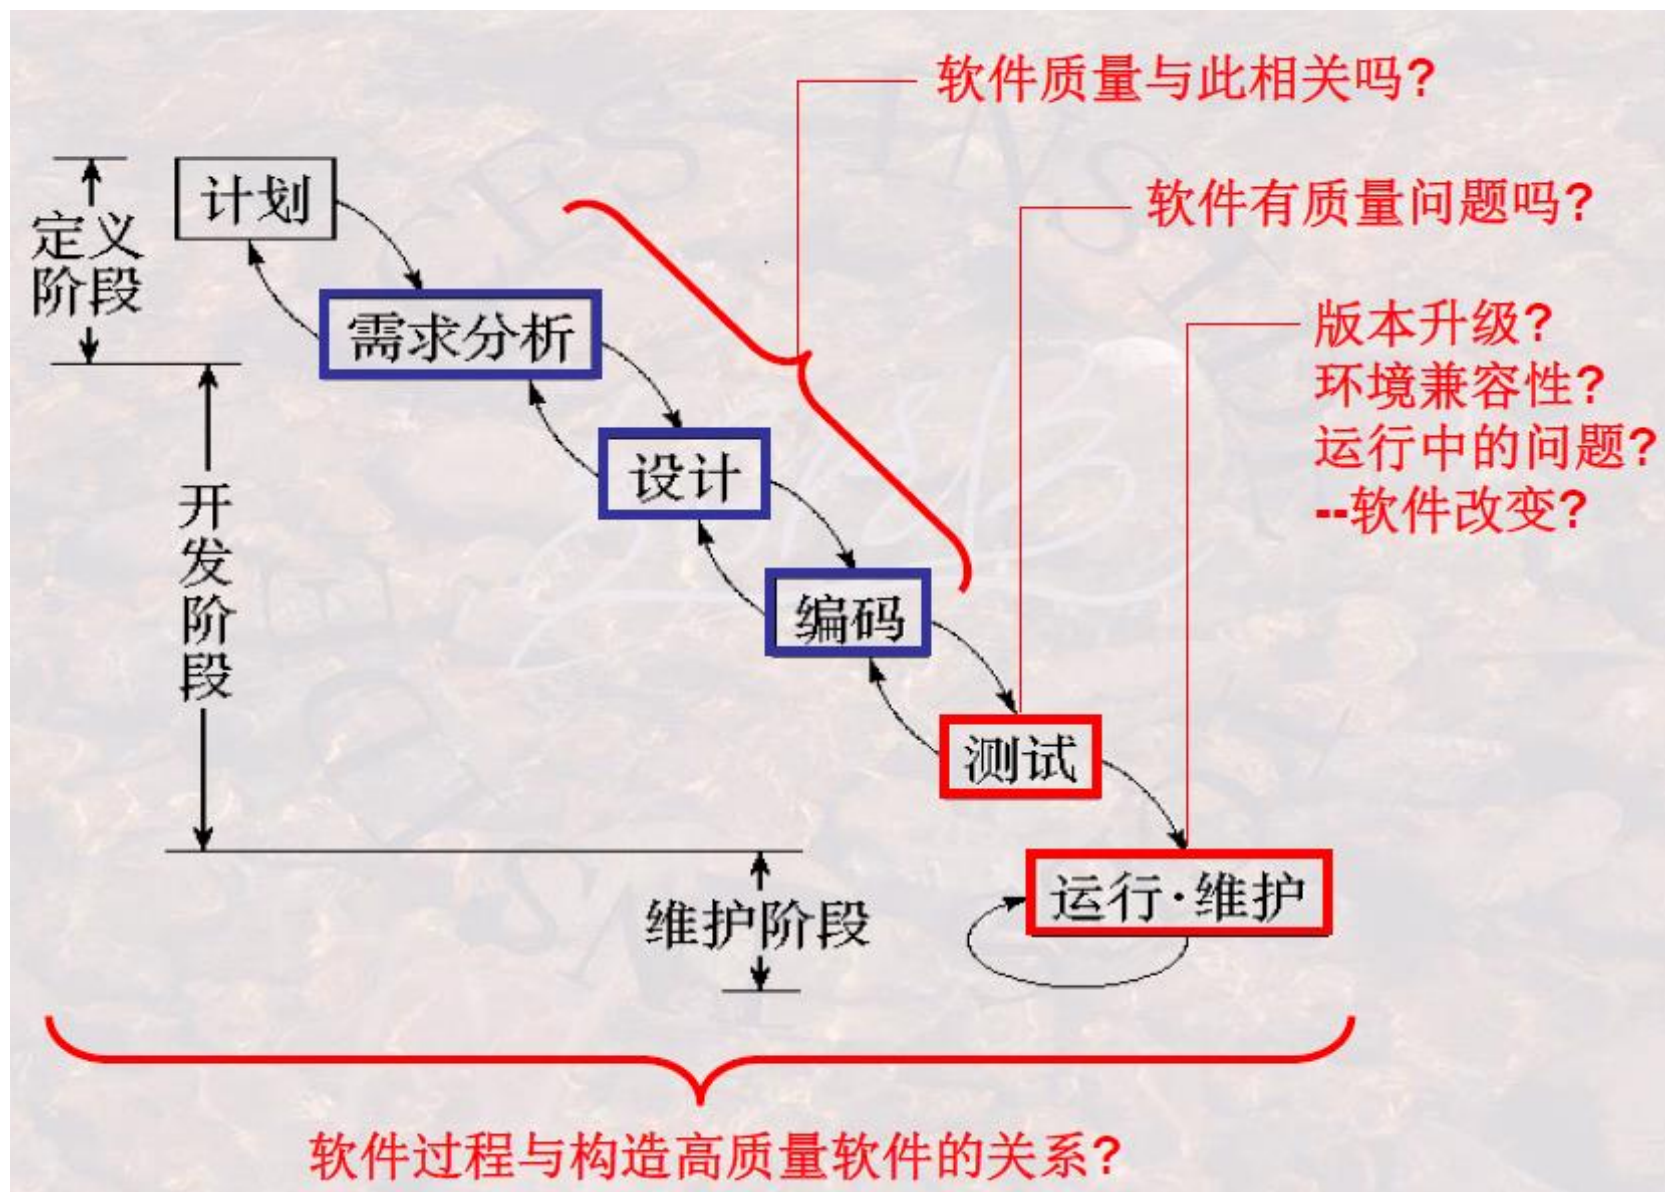 软件质量与此相关吗?
软件有质量问题吗?
计划
定义
阶段
版本升级?
环境兼容性?
运行中的问题?
--软件改变?
需求分析
设计
开
发
阶
段
编码
测试
运行·维护
维护阶段
软件过程与构造高质量软件的关系?